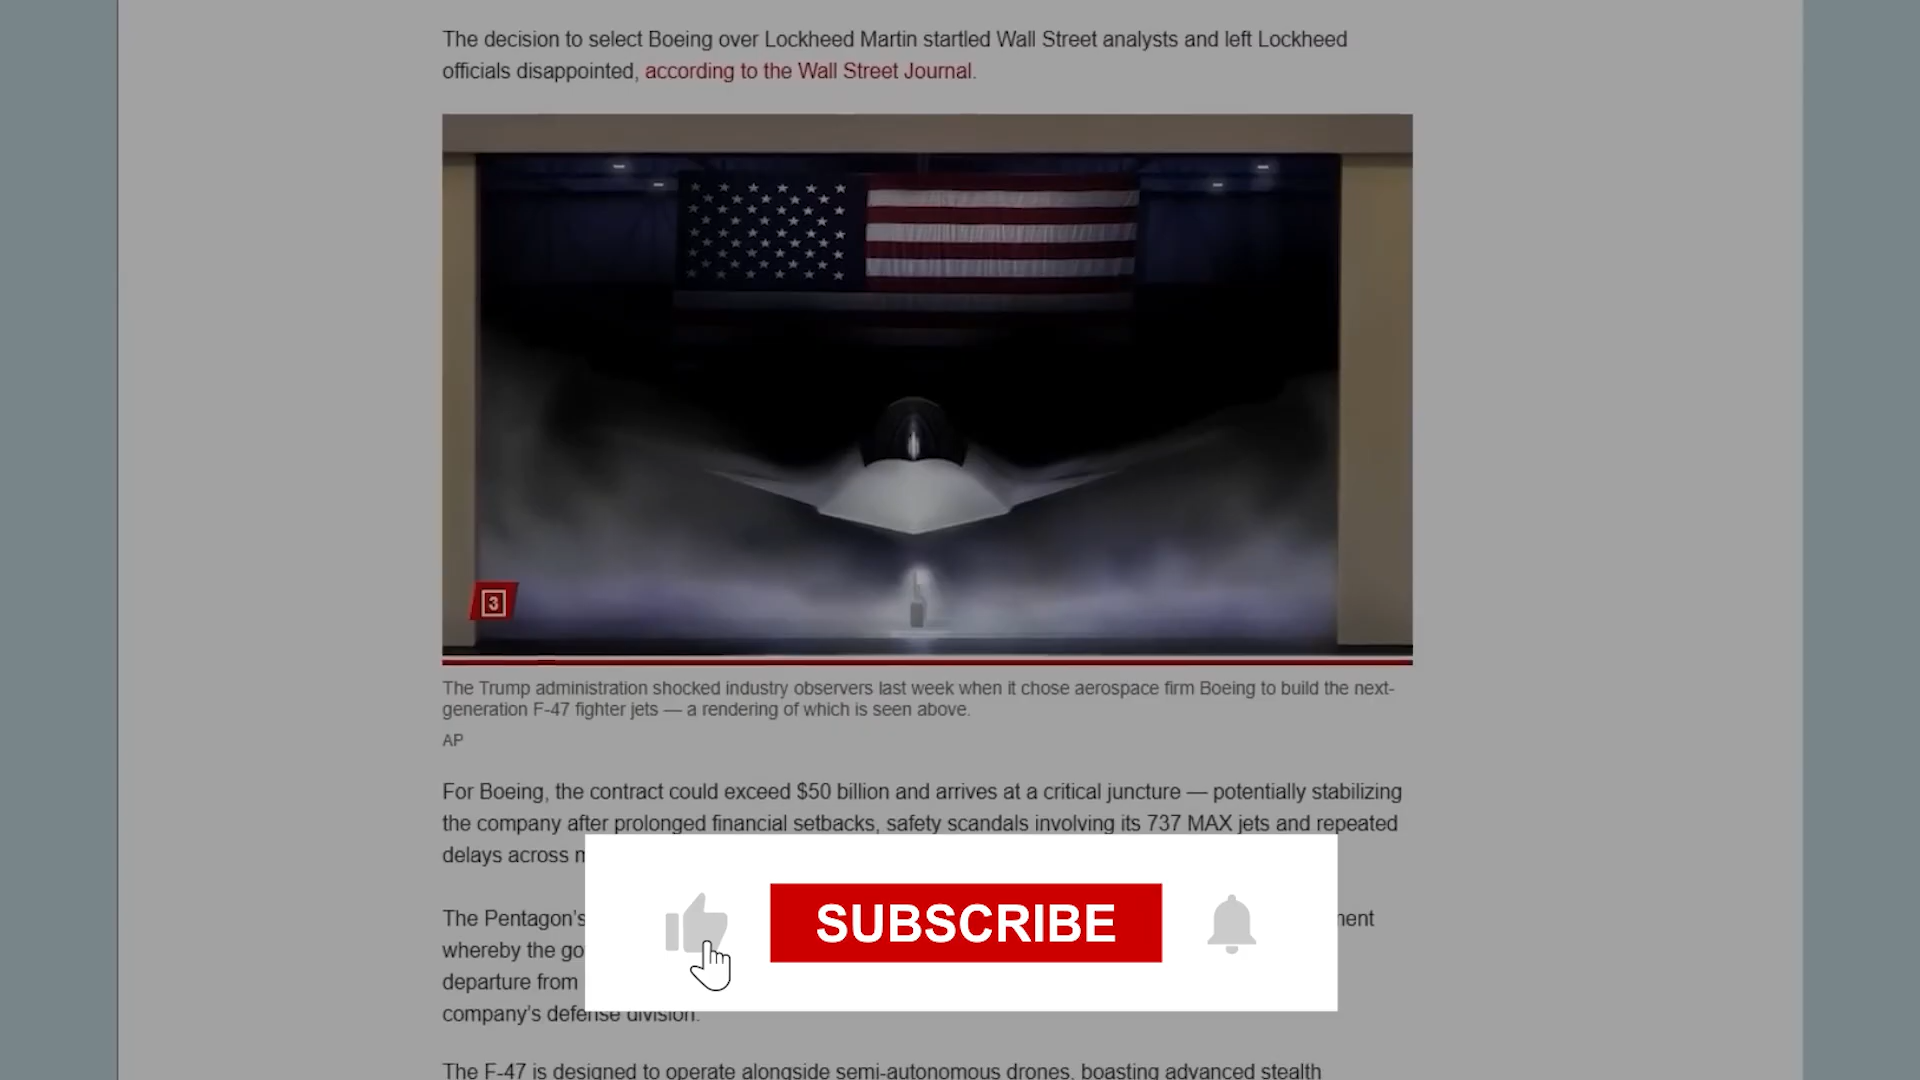 The decision to select Boeing over Lockheed Martin startled Wall Street analysts and left Lockheed
officials disappointed, according to the Wall Street Journal.
3
The Trump administration shocked industry observers last week when it chose aerospace firm Boeing to build the next-
generation F-47 fighter jets — a rendering of which is seen above.
AP
For Boeing, the contract could exceed $50 billion and arrives at a critical juncture — potentially stabilizing
the company after prolonged financial setbacks, safety scandals involving its 737 MAX jets and repeated
delays across
The Pentagon’s
whereby the
departure from
company’s defense division.
SUBSCRIBE
The F-47 is designed to operate alongside semi-autonomous drones, boasting advanced stealth